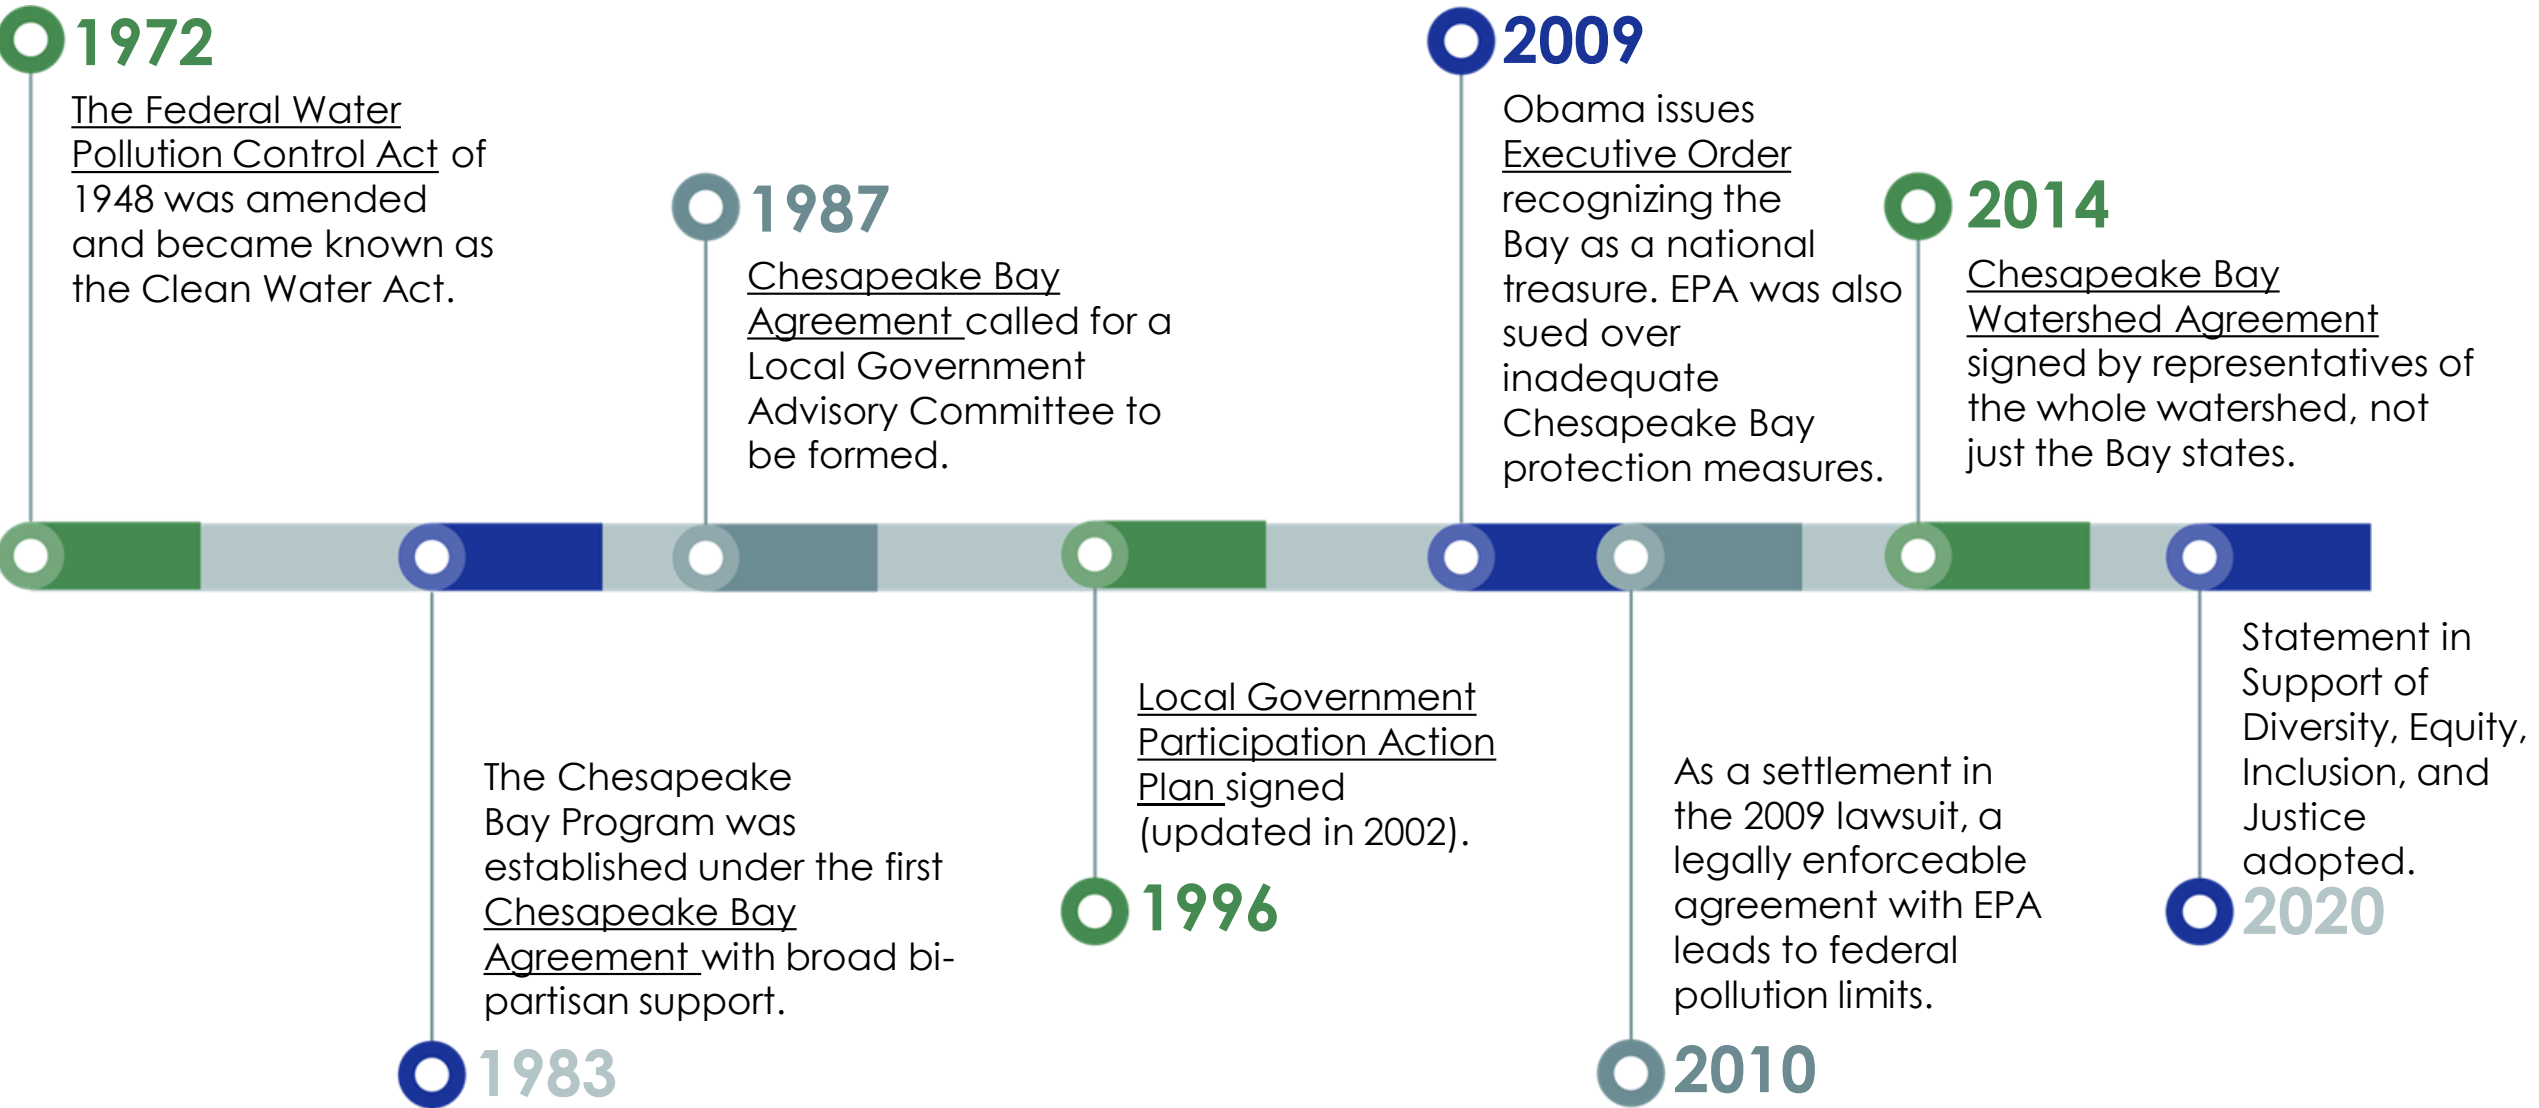 1972
The Federal Water
Pollution Control Act of
1948 was amended
and became known as
the Clean Water Act.
1983
The Chesapeake
Bay Program was
established under the first
Chesapeake Bay
Agreement with broad bi-
partisan support.
1987
Chesapeake Bay
Agreement called for a
Local Government
Advisory Committee to
be formed.
1996
Local Government
Participation Action
Plan signed
(updated in 2002).
2009
Obama issues
Executive Order
recognizing the
Bay as a national
treasure. EPA was also
sued over
inadequate
Chesapeake Bay
protection measures.
2010
As a settlement in
the 2009 lawsuit, a
legally enforceable
agreement with EPA
leads to federal
pollution limits.
2014
Chesapeake Bay
Watershed Agreement
signed by representatives of
the whole watershed, not
just the Bay states.
2020
Statement in
Support of
Diversity, Equity,
Inclusion, and
Justice
adopted.